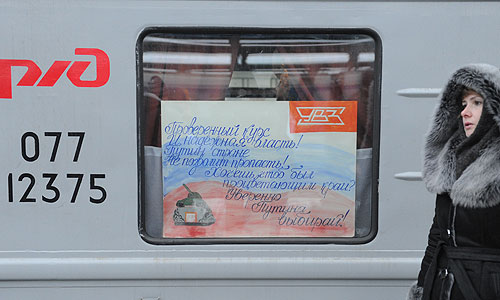 ржд
077
12375
УВЗ
Проверенный курс
И надежная власть!
Путин стране
Не позволит пропасть!...
Хочешь, чтоб был
процветающим край?
Уверенно
Путина
выбирай!